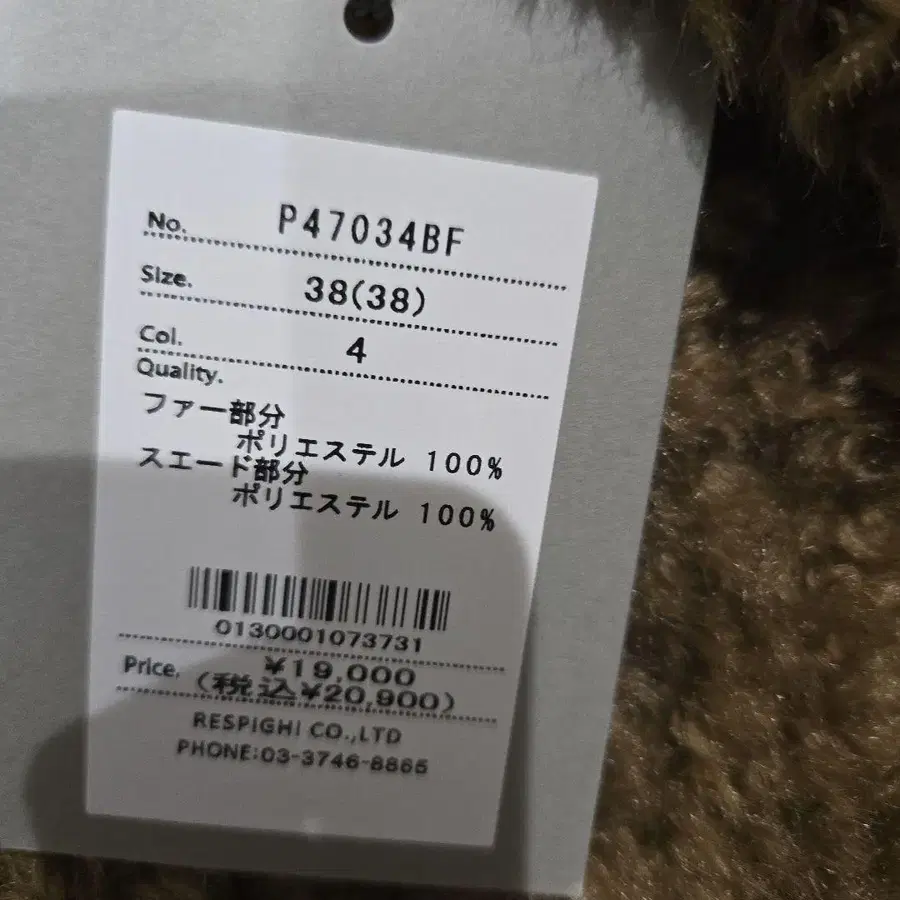 No. P47034BF
Size. 38(38)
Col. 4
Quality.
ファー部分
ポリエステル 100%
スエード部分
ポリエステル 100%
0130001073731
Price. ¥19,000
(税込¥20,900)
RESPIGHI CO.,LTD
PHONE:03-3746-8865